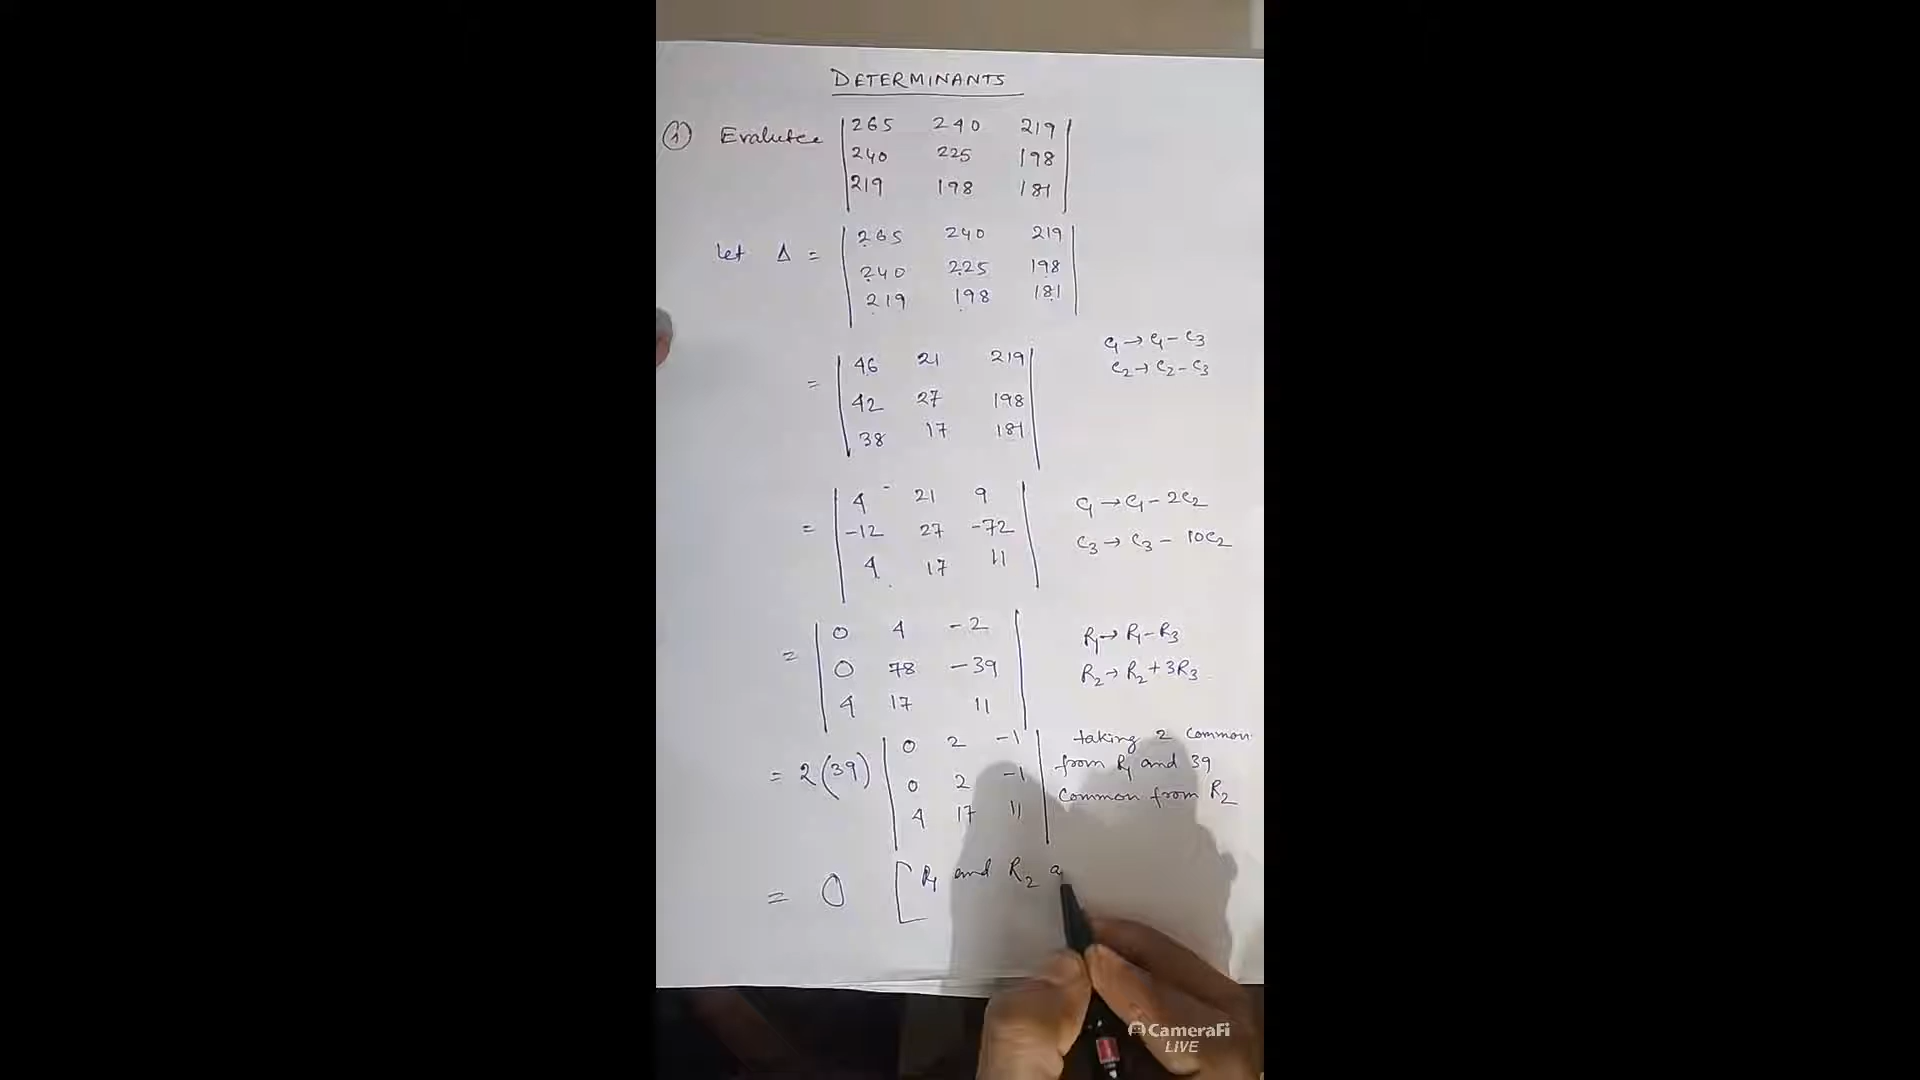 DETERMINANTS
① Evalutee | 265 240 219 |
| 240 225 198 |
| 219 198 181 |
Let Δ = | 265 240 219 |
| 240 225 198 |
| 219 198 181 |
= | 46 21 219 | C1 → C1 - C3
| 42 27 198 | C2 → C2 - C3
| 38 17 181 |
= | 4 21 9 | C1 → C1 - 2C2
| -12 27 -72 | C3 → C3 - 10C2
| 4 17 11 |
= | 0 4 -2 | R1 → R1 - R3
| 0 78 -39 | R2 → R2 + 3R3
| 4 17 11 |
= 2(39) | 0 2 -1 | taking 2 common
| 0 2 -1 | from R1 and 39
| 4 17 11 | common from R2
= 0 [ R1 and R2 a
CameraFi
LIVE